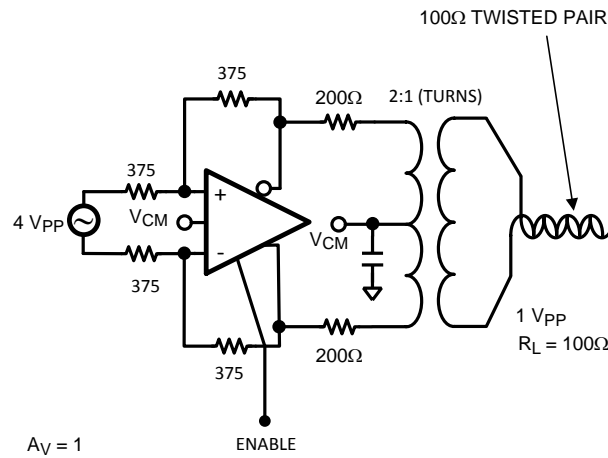 100Ω TWISTED PAIR
375
200Ω
2:1 (TURNS)
375
+
4 VPP
VCM
VCM
-
375
1 VPP
RL = 100Ω
200Ω
375
AV = 1
ENABLE